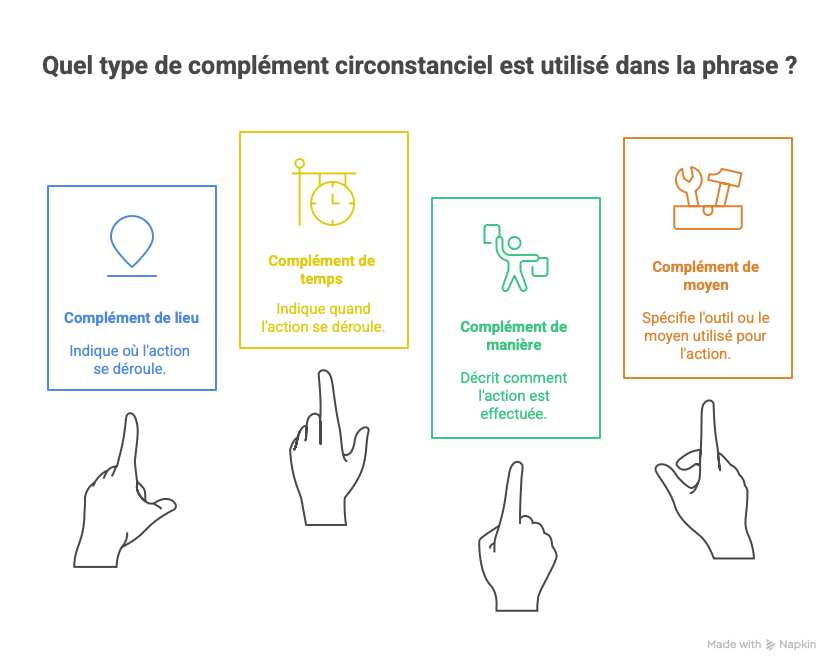 Quel type de complément circonstanciel est utilisé dans la phrase ?
Complément de lieu
Indique où l'action
se déroule.
Complément de
temps
Indique quand
l'action se déroule.
Complément de
manière
Décrit comment
l'action est
effectuée.
Complément de
moyen
Spécifie l'outil ou le
moyen utilisé pour
l'action.
Made with Napkin